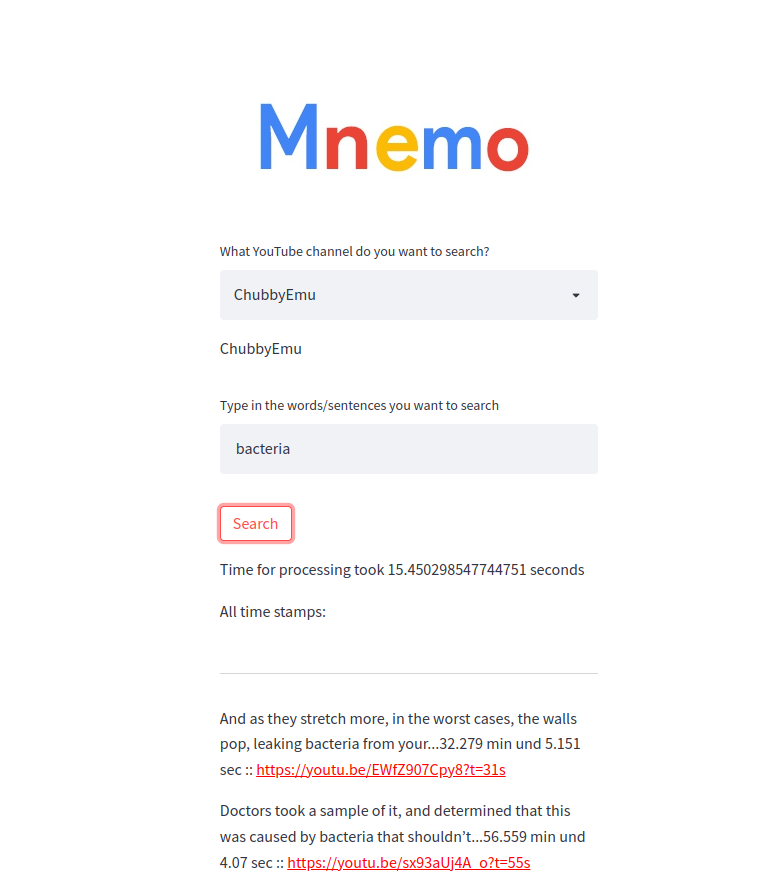 Mnemo
What YouTube channel do you want to search?
ChubbyEmu
ChubbyEmu
Type in the words/sentences you want to search
bacteria
Search
Time for processing took 15.450298547744751 seconds
All time stamps:
And as they stretch more, in the worst cases, the walls
pop, leaking bacteria from your...32.279 min und 5.151
sec :: https://youtu.be/EWfZ907Cpy8?t=31s
Doctors took a sample of it, and determined that this
was caused by bacteria that shouldn’t...56.559 min und
4.07 sec :: https://youtu.be/sx93aUj4A_o?t=55s